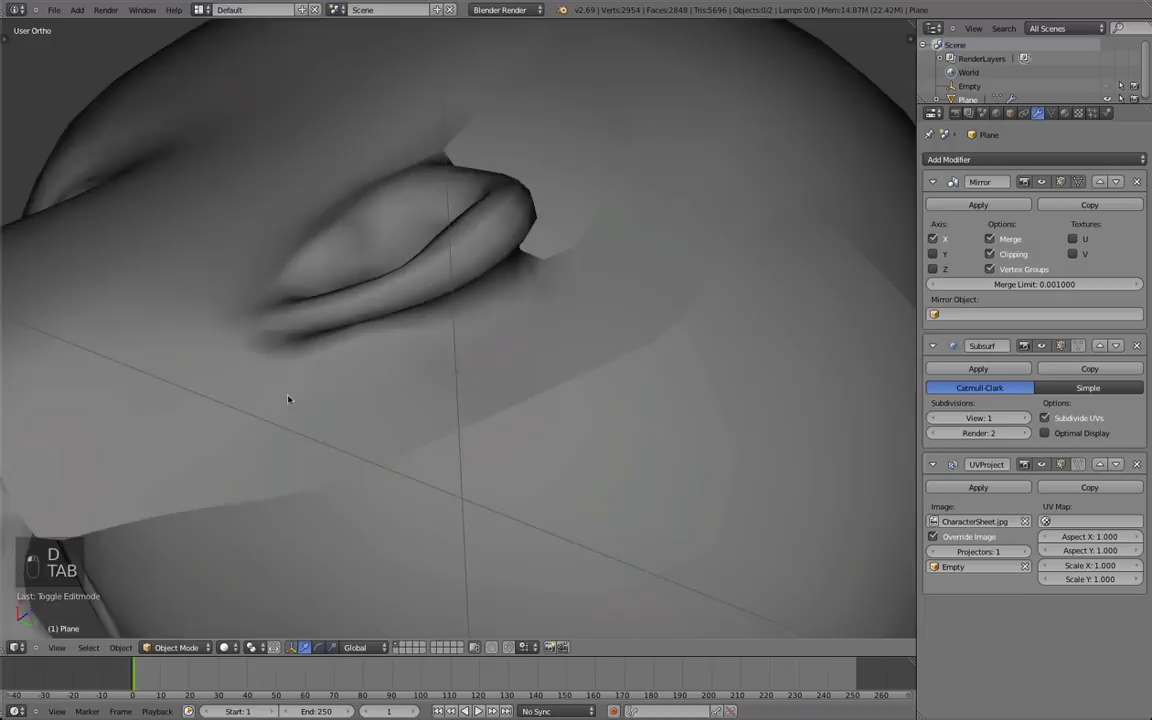 File Add Render Window Help Default Scene Blender Render v2.69 | Verts:2954 | Faces:2848 | Tris:5696 | Objects:0/2 | Lamps:0/0 | Mem:14.87M (22.42M) | Plane
User Ortho
View Search All Scenes
Scene
RenderLayers
World
Empty
Plane
Plane
Add Modifier
Mirror
Apply Copy
Axis: Options: Textures:
X Merge U
Y Clipping V
Z Vertex Groups
Merge Limit: 0.001000
Mirror Object:
Subsurf
Apply Copy
Catmull-Clark Simple
Subdivisions: Options:
View: 1 Subdivide UVs
Render: 2 Optimal Display
UVProject
Apply Copy
Image: UV Map:
CharacterSheet.jpg
Override Image Aspect X: 1.000
Projectors: 1 Aspect Y: 1.000
Empty Scale X: 1.000
Scale Y: 1.000
D
TAB
Last: Toggle Editmode
(1) Plane
View Select Object Object Mode Global
-40 -30 -20 -10 0 10 20 30 40 50 60 70 80 90 100 110 120 130 140 150 160 170 180 190 200 210 220 230 240 250 260
View Marker Frame Playback Start: 1 End: 250 1 No Sync